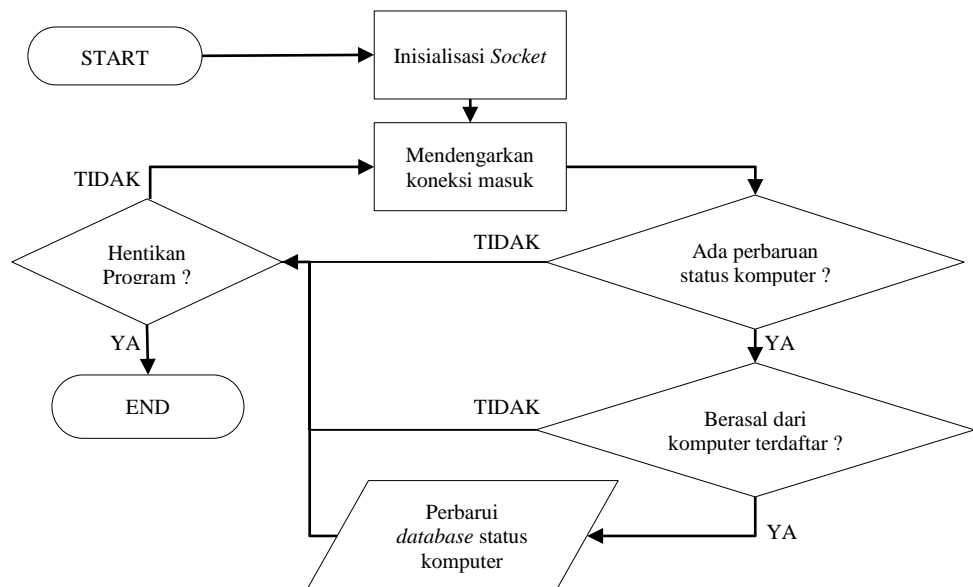 START
Inisialisasi Socket
Mendengarkan
koneksi masuk
TIDAK
Hentikan
Program ?
TIDAK
Ada perbaruan
status komputer ?
YA
YA
END
TIDAK
Berasal dari
komputer terdaftar ?
YA
Perbarui
database status
komputer